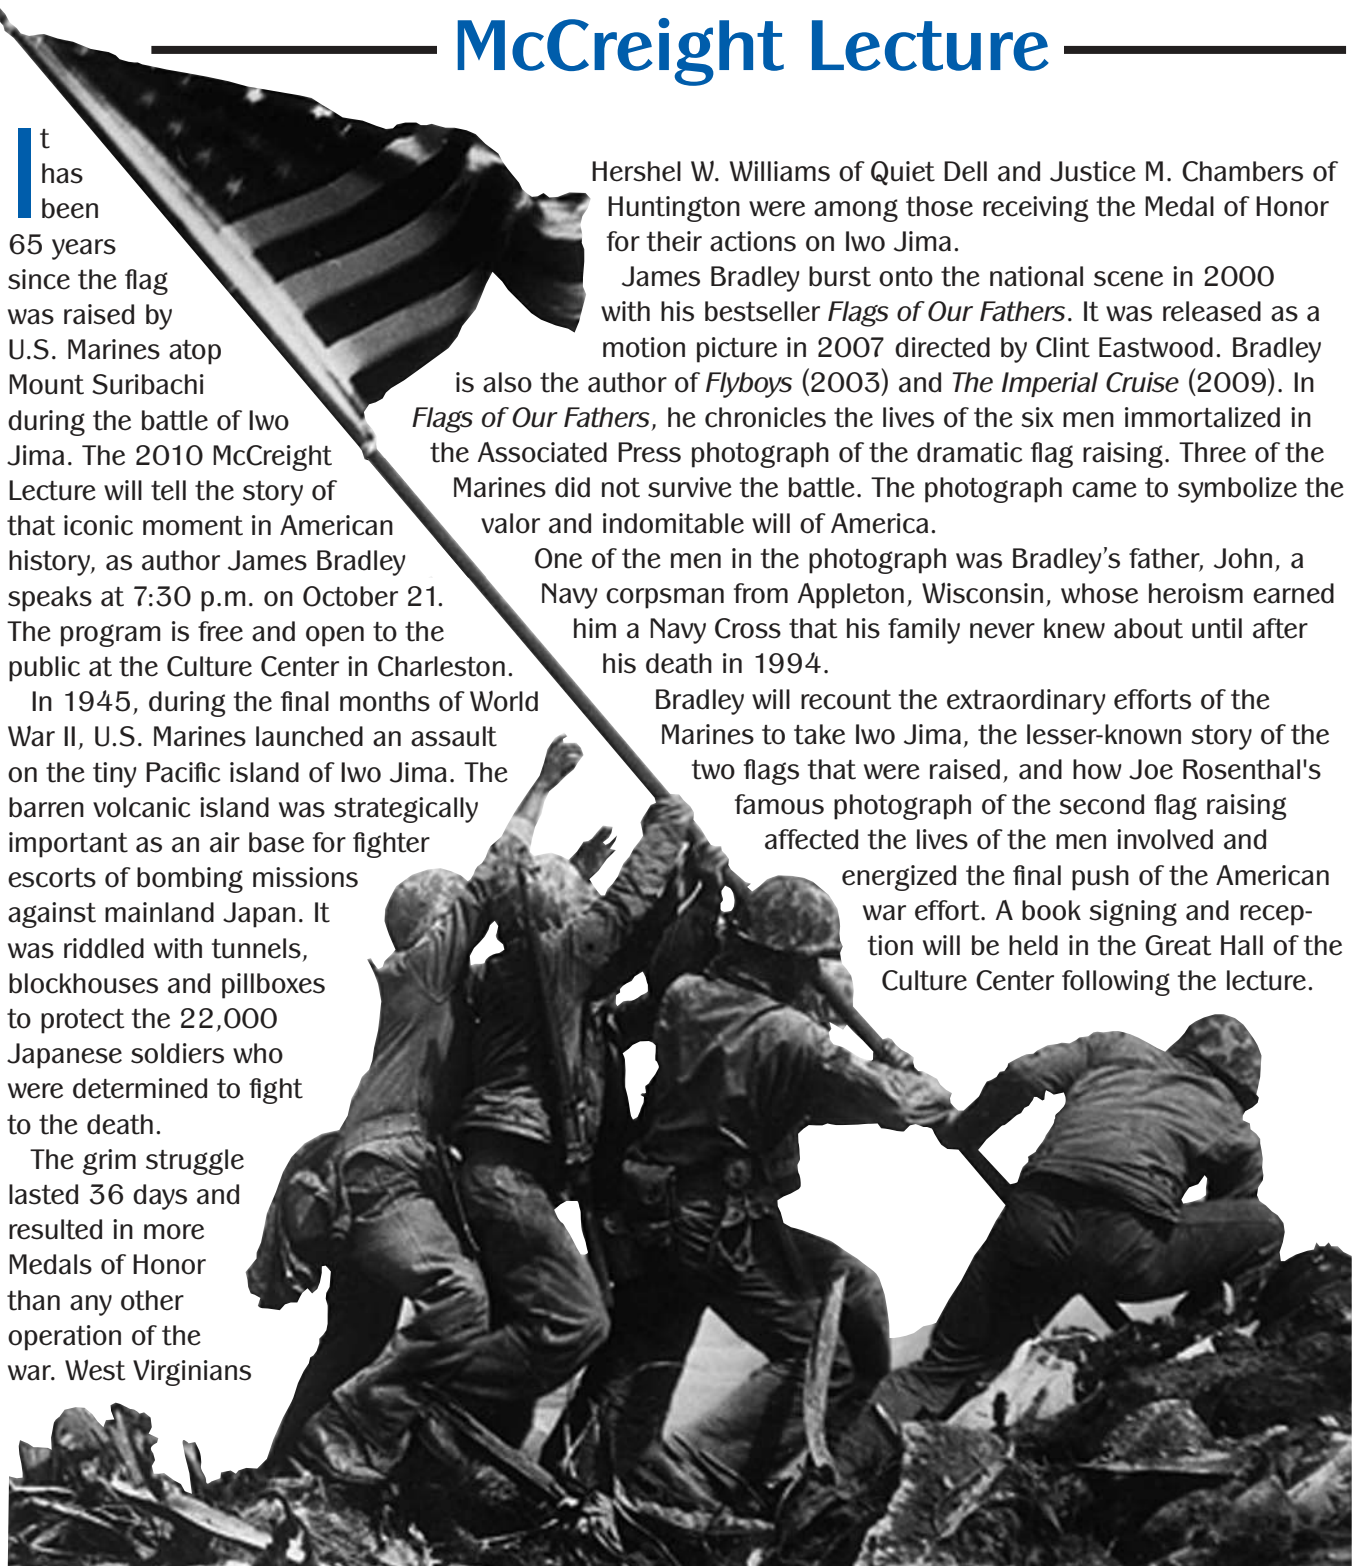 McCreight Lecture
It
has
been
65 years
since the flag
was raised by
U.S. Marines atop
Mount Suribachi
during the battle of Iwo
Jima. The 2010 McCreight
Lecture will tell the story of
that iconic moment in American
history, as author James Bradley
speaks at 7:30 p.m. on October 21.
The program is free and open to the
public at the Culture Center in Charleston.
In 1945, during the final months of World
War II, U.S. Marines launched an assault
on the tiny Pacific island of Iwo Jima. The
barren volcanic island was strategically
important as an air base for fighter
escorts of bombing missions
against mainland Japan. It
was riddled with tunnels,
blockhouses and pillboxes
to protect the 22,000
Japanese soldiers who
were determined to fight
to the death.
The grim struggle
lasted 36 days and
resulted in more
Medals of Honor
than any other
operation of the
war. West Virginians
Hershel W. Williams of Quiet Dell and Justice M. Chambers of
Huntington were among those receiving the Medal of Honor
for their actions on Iwo Jima.
James Bradley burst onto the national scene in 2000
with his bestseller Flags of Our Fathers. It was released as a
motion picture in 2007 directed by Clint Eastwood. Bradley
is also the author of Flyboys (2003) and The Imperial Cruise (2009). In
Flags of Our Fathers, he chronicles the lives of the six men immortalized in
the Associated Press photograph of the dramatic flag raising. Three of the
Marines did not survive the battle. The photograph came to symbolize the
valor and indomitable will of America.
One of the men in the photograph was Bradley’s father, John, a
Navy corpsman from Appleton, Wisconsin, whose heroism earned
him a Navy Cross that his family never knew about until after
his death in 1994.
Bradley will recount the extraordinary efforts of the
Marines to take Iwo Jima, the lesser-known story of the
two flags that were raised, and how Joe Rosenthal's
famous photograph of the second flag raising
affected the lives of the men involved and
energized the final push of the American
war effort. A book signing and recep-
tion will be held in the Great Hall of the
Culture Center following the lecture.